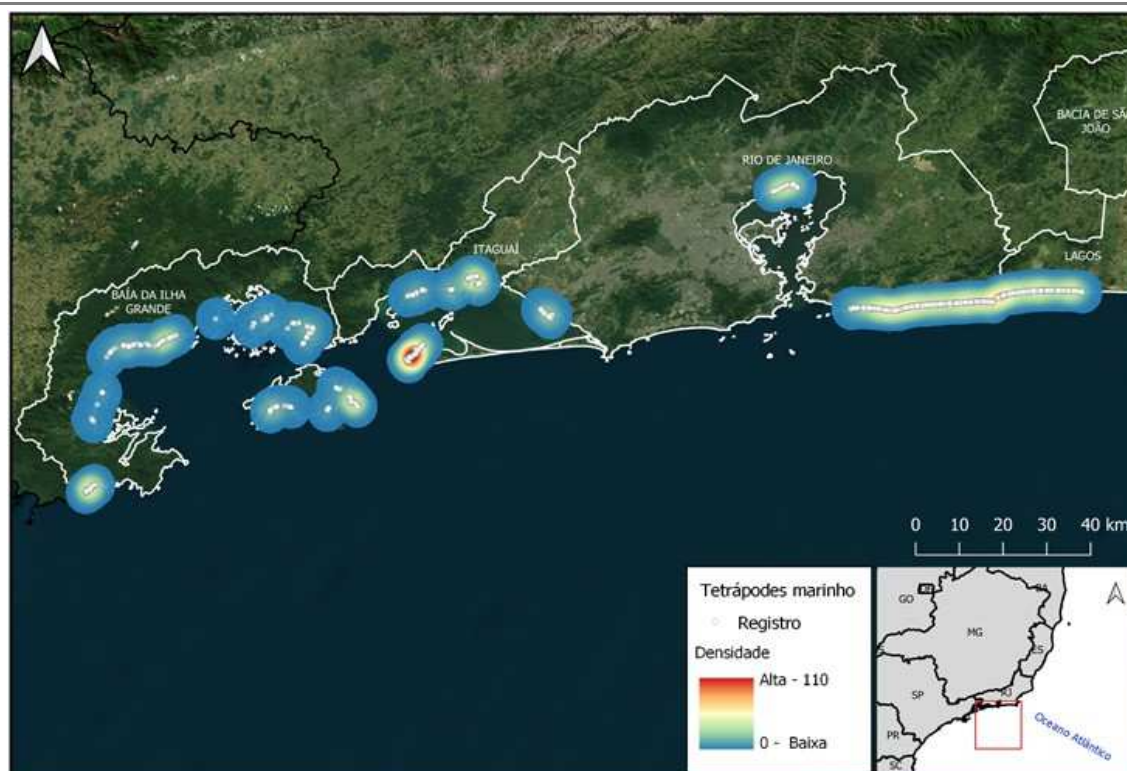 BACIA DE SÃ
JOÃO
RIO DE JANEIRO
ITAGUAÍ
LAGOS
BAÍA DA ILHA
GRANDE
0 10 20 30 40 km
Tetrápodes marinho
Registro
Densidade
Alta - 110
0 - Baixa
GO
BA
MG
ES
SP
RJ
PR
SC
Oceano Atlântico